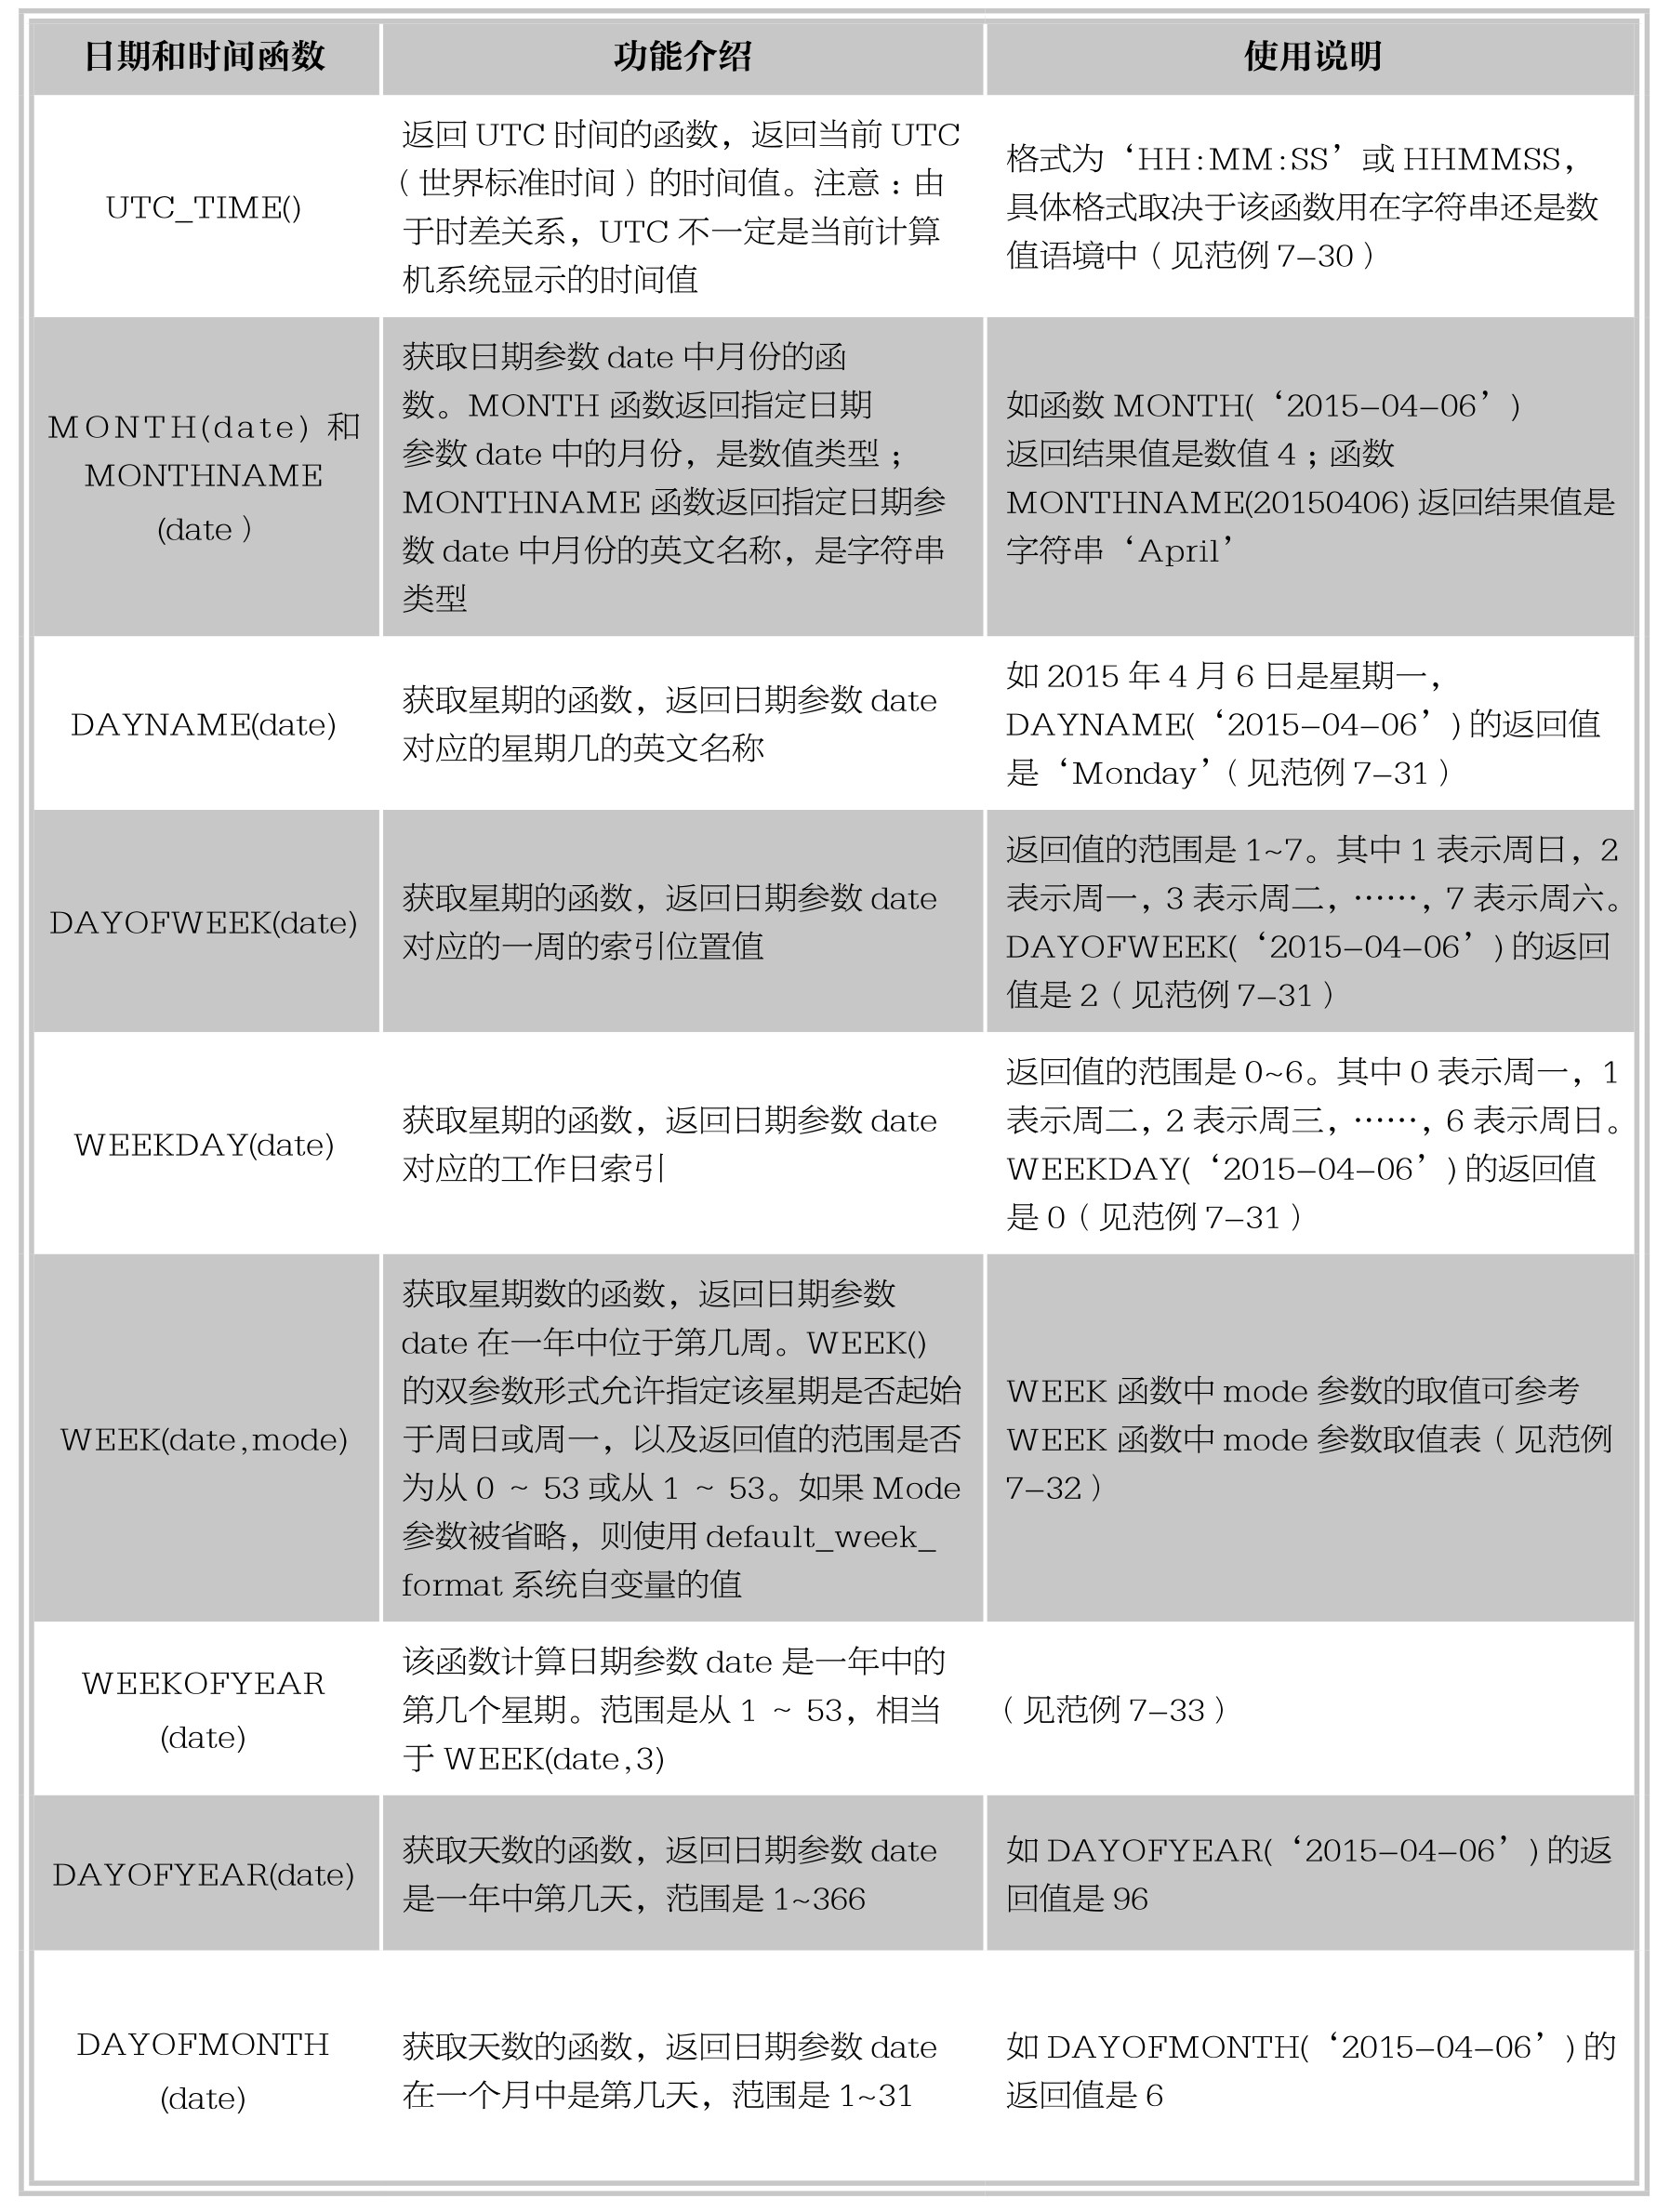 日期和时间函数
功能介绍
使用说明
UTC_TIME()
返回 UTC 时间的函数，返回当前 UTC
（世界标准时间）的时间值。注意：由
于时差关系，UTC 不一定是当前计算
机系统显示的时间值
格式为‘HH:MM:SS’或 HHMMSS，
具体格式取决于该函数用在字符串还是数
值语境中（见范例 7–30）
MONTH(date) 和
MONTHNAME
(date）
获取日期参数 date 中月份的函
数。MONTH 函数返回指定日期
参数 date 中的月份，是数值类型；
MONTHNAME 函数返回指定日期参
数 date 中月份的英文名称，是字符串
类型
如函数 MONTH(‘2015–04–06’)
返回结果值是数值 4；函数
MONTHNAME(20150406) 返回结果值是
字符串‘April’
DAYNAME(date)
获取星期的函数，返回日期参数 date
对应的星期几的英文名称
如 2015 年 4 月 6 日是星期一，
DAYNAME(‘2015–04–06’) 的返回值
是‘Monday’（见范例 7–31）
DAYOFWEEK(date)
获取星期的函数，返回日期参数 date
对应的一周的索引位置值
返回值的范围是 1~7。其中 1 表示周日，2
表示周一，3 表示周二，……，7 表示周六。
DAYOFWEEK(‘2015–04–06’) 的返回
值是 2（见范例 7–31）
WEEKDAY(date)
获取星期的函数，返回日期参数 date
对应的工作日索引
返回值的范围是 0~6。其中 0 表示周一，1
表示周二，2 表示周三，……，6 表示周日。
WEEKDAY(‘2015–04–06’) 的返回值
是 0（见范例 7–31）
WEEK(date,mode)
获取星期数的函数，返回日期参数
date 在一年中位于第几周。WEEK()
的双参数形式允许指定该星期是否起始
于周日或周一，以及返回值的范围是否
为从 0 ~ 53 或从 1 ~ 53。如果 Mode
参数被省略，则使用 default_week_
format 系统自变量的值
WEEK 函数中 mode 参数的取值可参考
WEEK 函数中 mode 参数取值表（见范例
7–32）
WEEKOFYEAR
(date)
该函数计算日期参数 date 是一年中的
第几个星期。范围是从 1 ~ 53，相当
于 WEEK(date,3)
（见范例 7–33）
DAYOFYEAR(date)
获取天数的函数，返回日期参数 date
是一年中第几天，范围是 1~366
如 DAYOFYEAR(‘2015–04–06’) 的返
回值是 96
DAYOFMONTH
(date)
获取天数的函数，返回日期参数 date
在一个月中是第几天，范围是 1~31
如 DAYOFMONTH(‘2015–04–06’) 的
返回值是 6